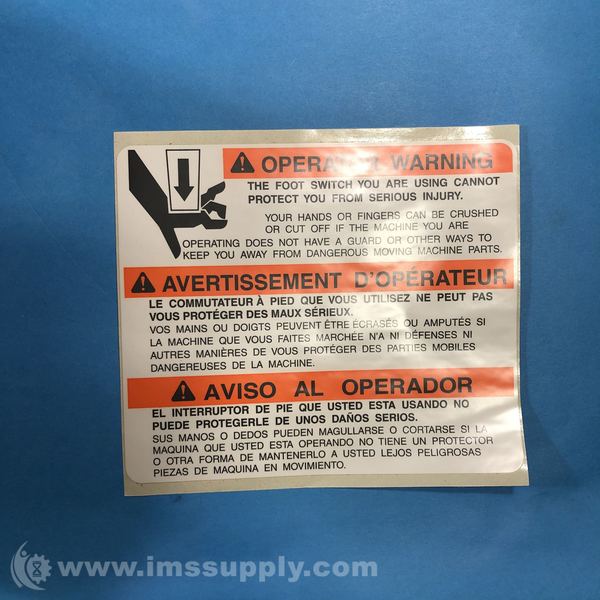 OPERATOR WARNING
THE FOOT SWITCH YOU ARE USING CANNOT
PROTECT YOU FROM SERIOUS INJURY.
YOUR HANDS OR FINGERS CAN BE CRUSHED
OR CUT OFF IF THE MACHINE YOU ARE
OPERATING DOES NOT HAVE A GUARD OR OTHER WAYS TO
KEEP YOU AWAY FROM DANGEROUS MOVING MACHINE PARTS.
AVERTISSEMENT D'OPÉRATEUR
LE COMMUTATEUR À PIED QUE VOUS UTILISEZ NE PEUT PAS
VOUS PROTÉGER DES MAUX SÉRIEUX.
VOS MAINS OU DOIGTS PEUVENT ÊTRE ÉCRASÉS OU AMPUTÉS SI
LA MACHINE QUE VOUS FAITES MARCHÉE N'A NI DÉFENSES NI
AUTRES MANIÈRES DE VOUS PROTÉGER DES PARTIES MOBILES
DANGEREUSES DE LA MACHINE.
AVISO AL OPERADOR
EL INTERRUPTOR DE PIE QUE USTED ESTA USANDO NO
PUEDE PROTEGERLE DE UNOS DAÑOS SERIOS.
SUS MANOS O DEDOS PUEDEN MAGULLARSE O CORTARSE SI LA
MAQUINA QUE USTED ESTA OPERANDO NO TIENE UN PROTECTOR
O OTRA FORMA DE MANTENERLO A USTED LEJOS PELIGROSAS
PIEZAS DE MAQUINA EN MOVIMIENTO.
www.imssupply.com